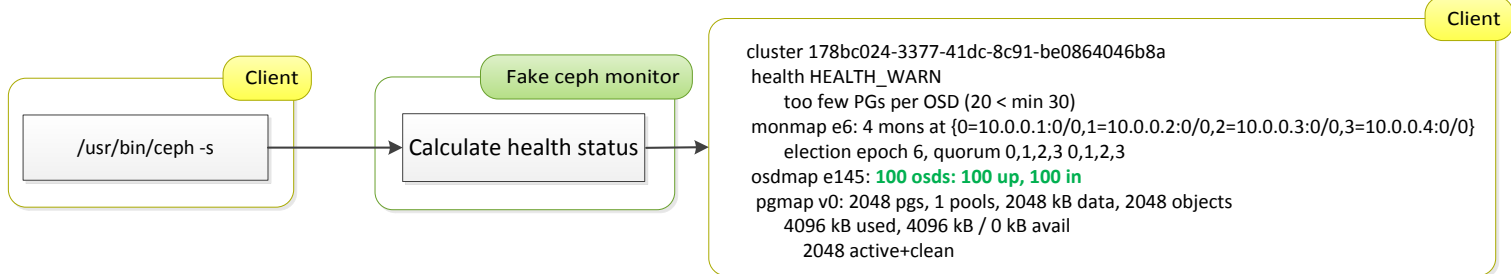 Client
/usr/bin/ceph -s
Fake ceph monitor
Calculate health status
Client
cluster 178bc024-3377-41dc-8c91-be0864046b8a
health HEALTH_WARN
too few PGs per OSD (20 < min 30)
monmap e6: 4 mons at {0=10.0.0.1:0/0,1=10.0.0.2:0/0,2=10.0.0.3:0/0,3=10.0.0.4:0/0}
election epoch 6, quorum 0,1,2,3 0,1,2,3
osdmap e145: 100 osds: 100 up, 100 in
pgmap v0: 2048 pgs, 1 pools, 2048 kB data, 2048 objects
4096 kB used, 4096 kB / 0 kB avail
2048 active+clean